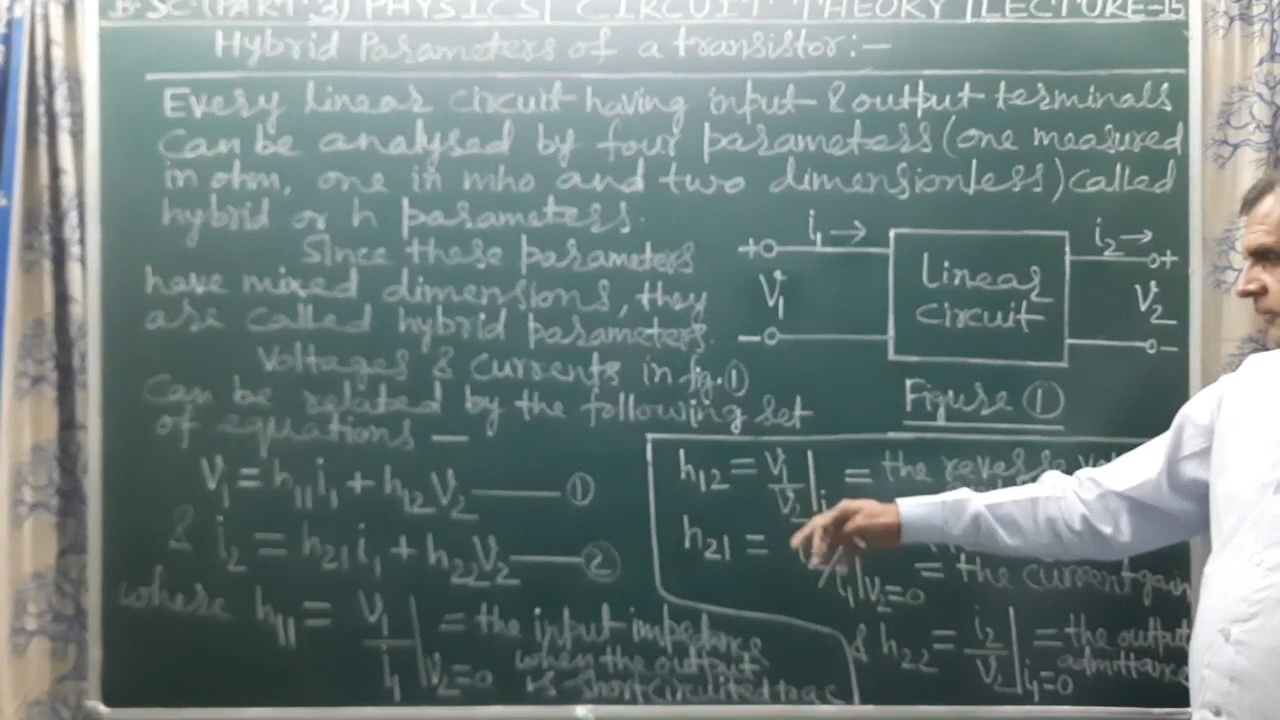 B.SC.(PART-3) PHYSICS| CIRCUIT THEORY |LECTURE-15
Hybrid Parameters of a transistor:-
Every linear circuit having input & output terminals
can be analysed by four parameters (one measured
in ohm, one in mho and two dimensionless) called
hybrid or h parameters.
Since these parameters
have mixed dimensions, they
are called hybrid parameters.
Voltages & currents in fig.①
can be related by the following set
of equations —
V₁ = h₁₁i₁ + h₁₂V₂ —— ①
& i₂ = h₂₁i₁ + h₂₂V₂ —— ②
where h₁₁ = V₁/i₁|V₂=0 = the input impedance
when the output
is short circuited to a.c.
i₁ →
i₂ →
+
+
V₁
Linear
circuit
V₂
−
−
Figure ①
h₁₂ = V₁/V₂| = the reverse
h₂₁ = /i₁|V₂=0 = the current gain
& h₂₂ = i₂/V₂|i₁=0 = the output
admittance